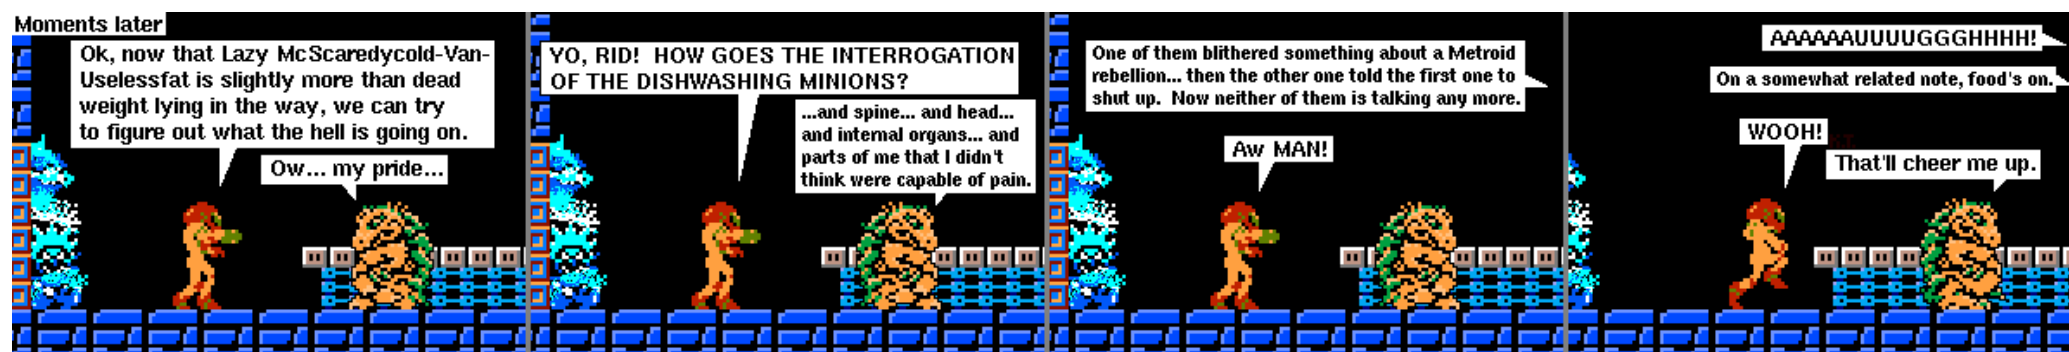 Moments later
Ok, now that Lazy McScaredycold-Van-
Uselessfat is slightly more than dead
weight lying in the way, we can try
to figure out what the hell is going on.
Ow... my pride...
YO, RID!  HOW GOES THE INTERROGATION
OF THE DISHWASHING MINIONS?
...and spine... and head...
and internal organs... and
parts of me that I didn't
think were capable of pain.
One of them blithered something about a Metroid
rebellion... then the other one told the first one to
shut up.  Now neither of them is talking any more.
Aw MAN!
AAAAAAUUUUGGGHHHH!
On a somewhat related note, food's on.
WOOH!
That'll cheer me up.